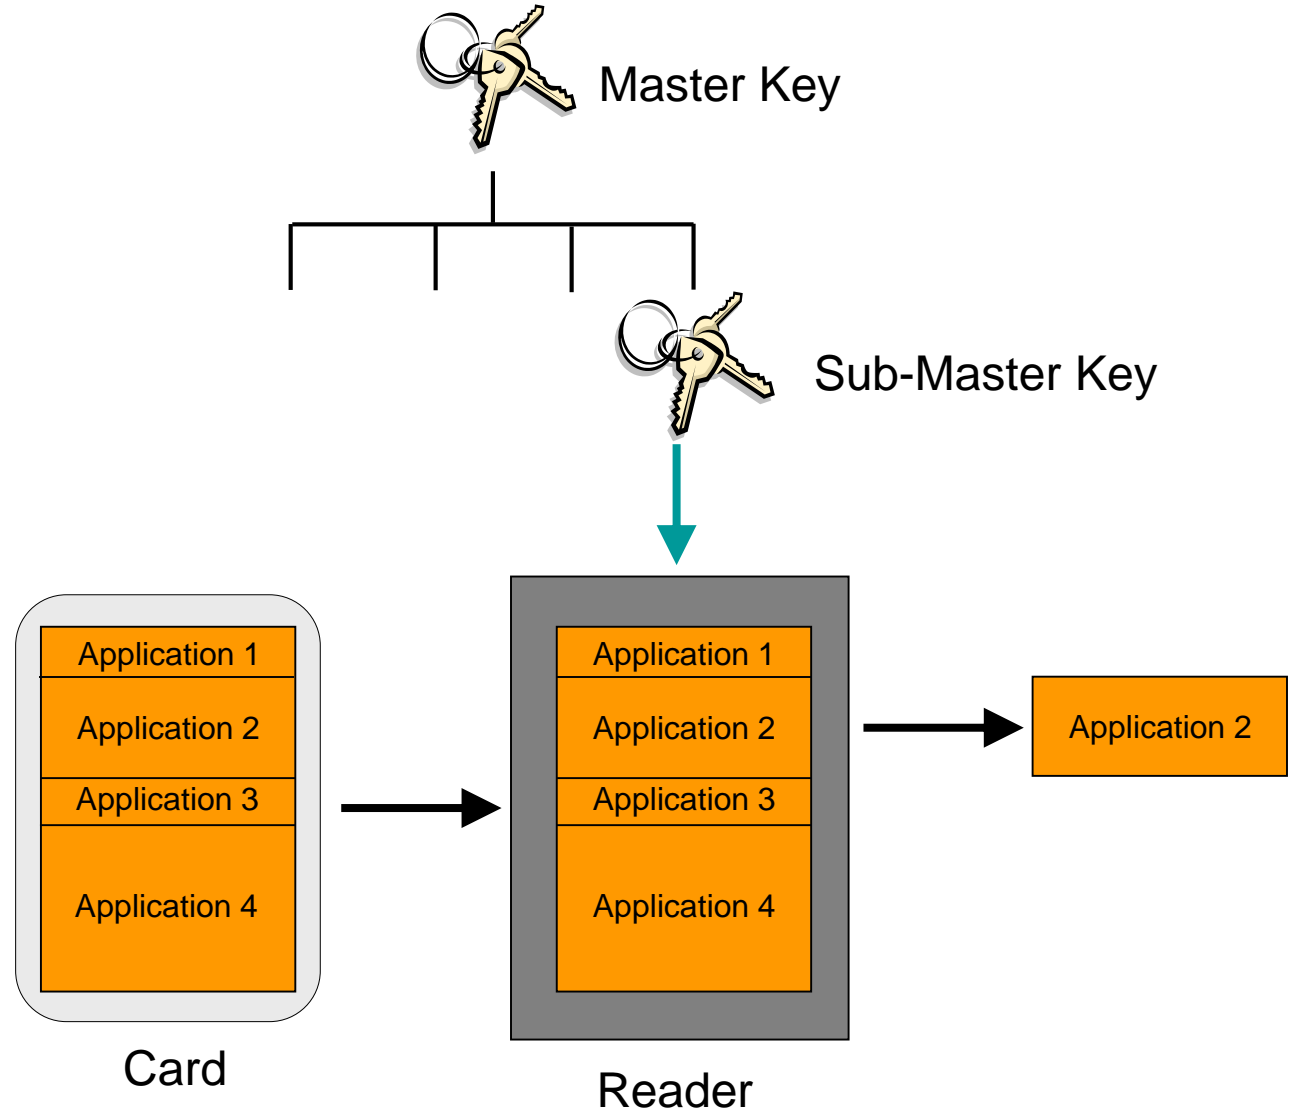 Master Key
Sub-Master Key
Application 1
Application 2
Application 3
Application 4
Card
Application 1
Application 2
Application 3
Application 4
Reader
Application 2